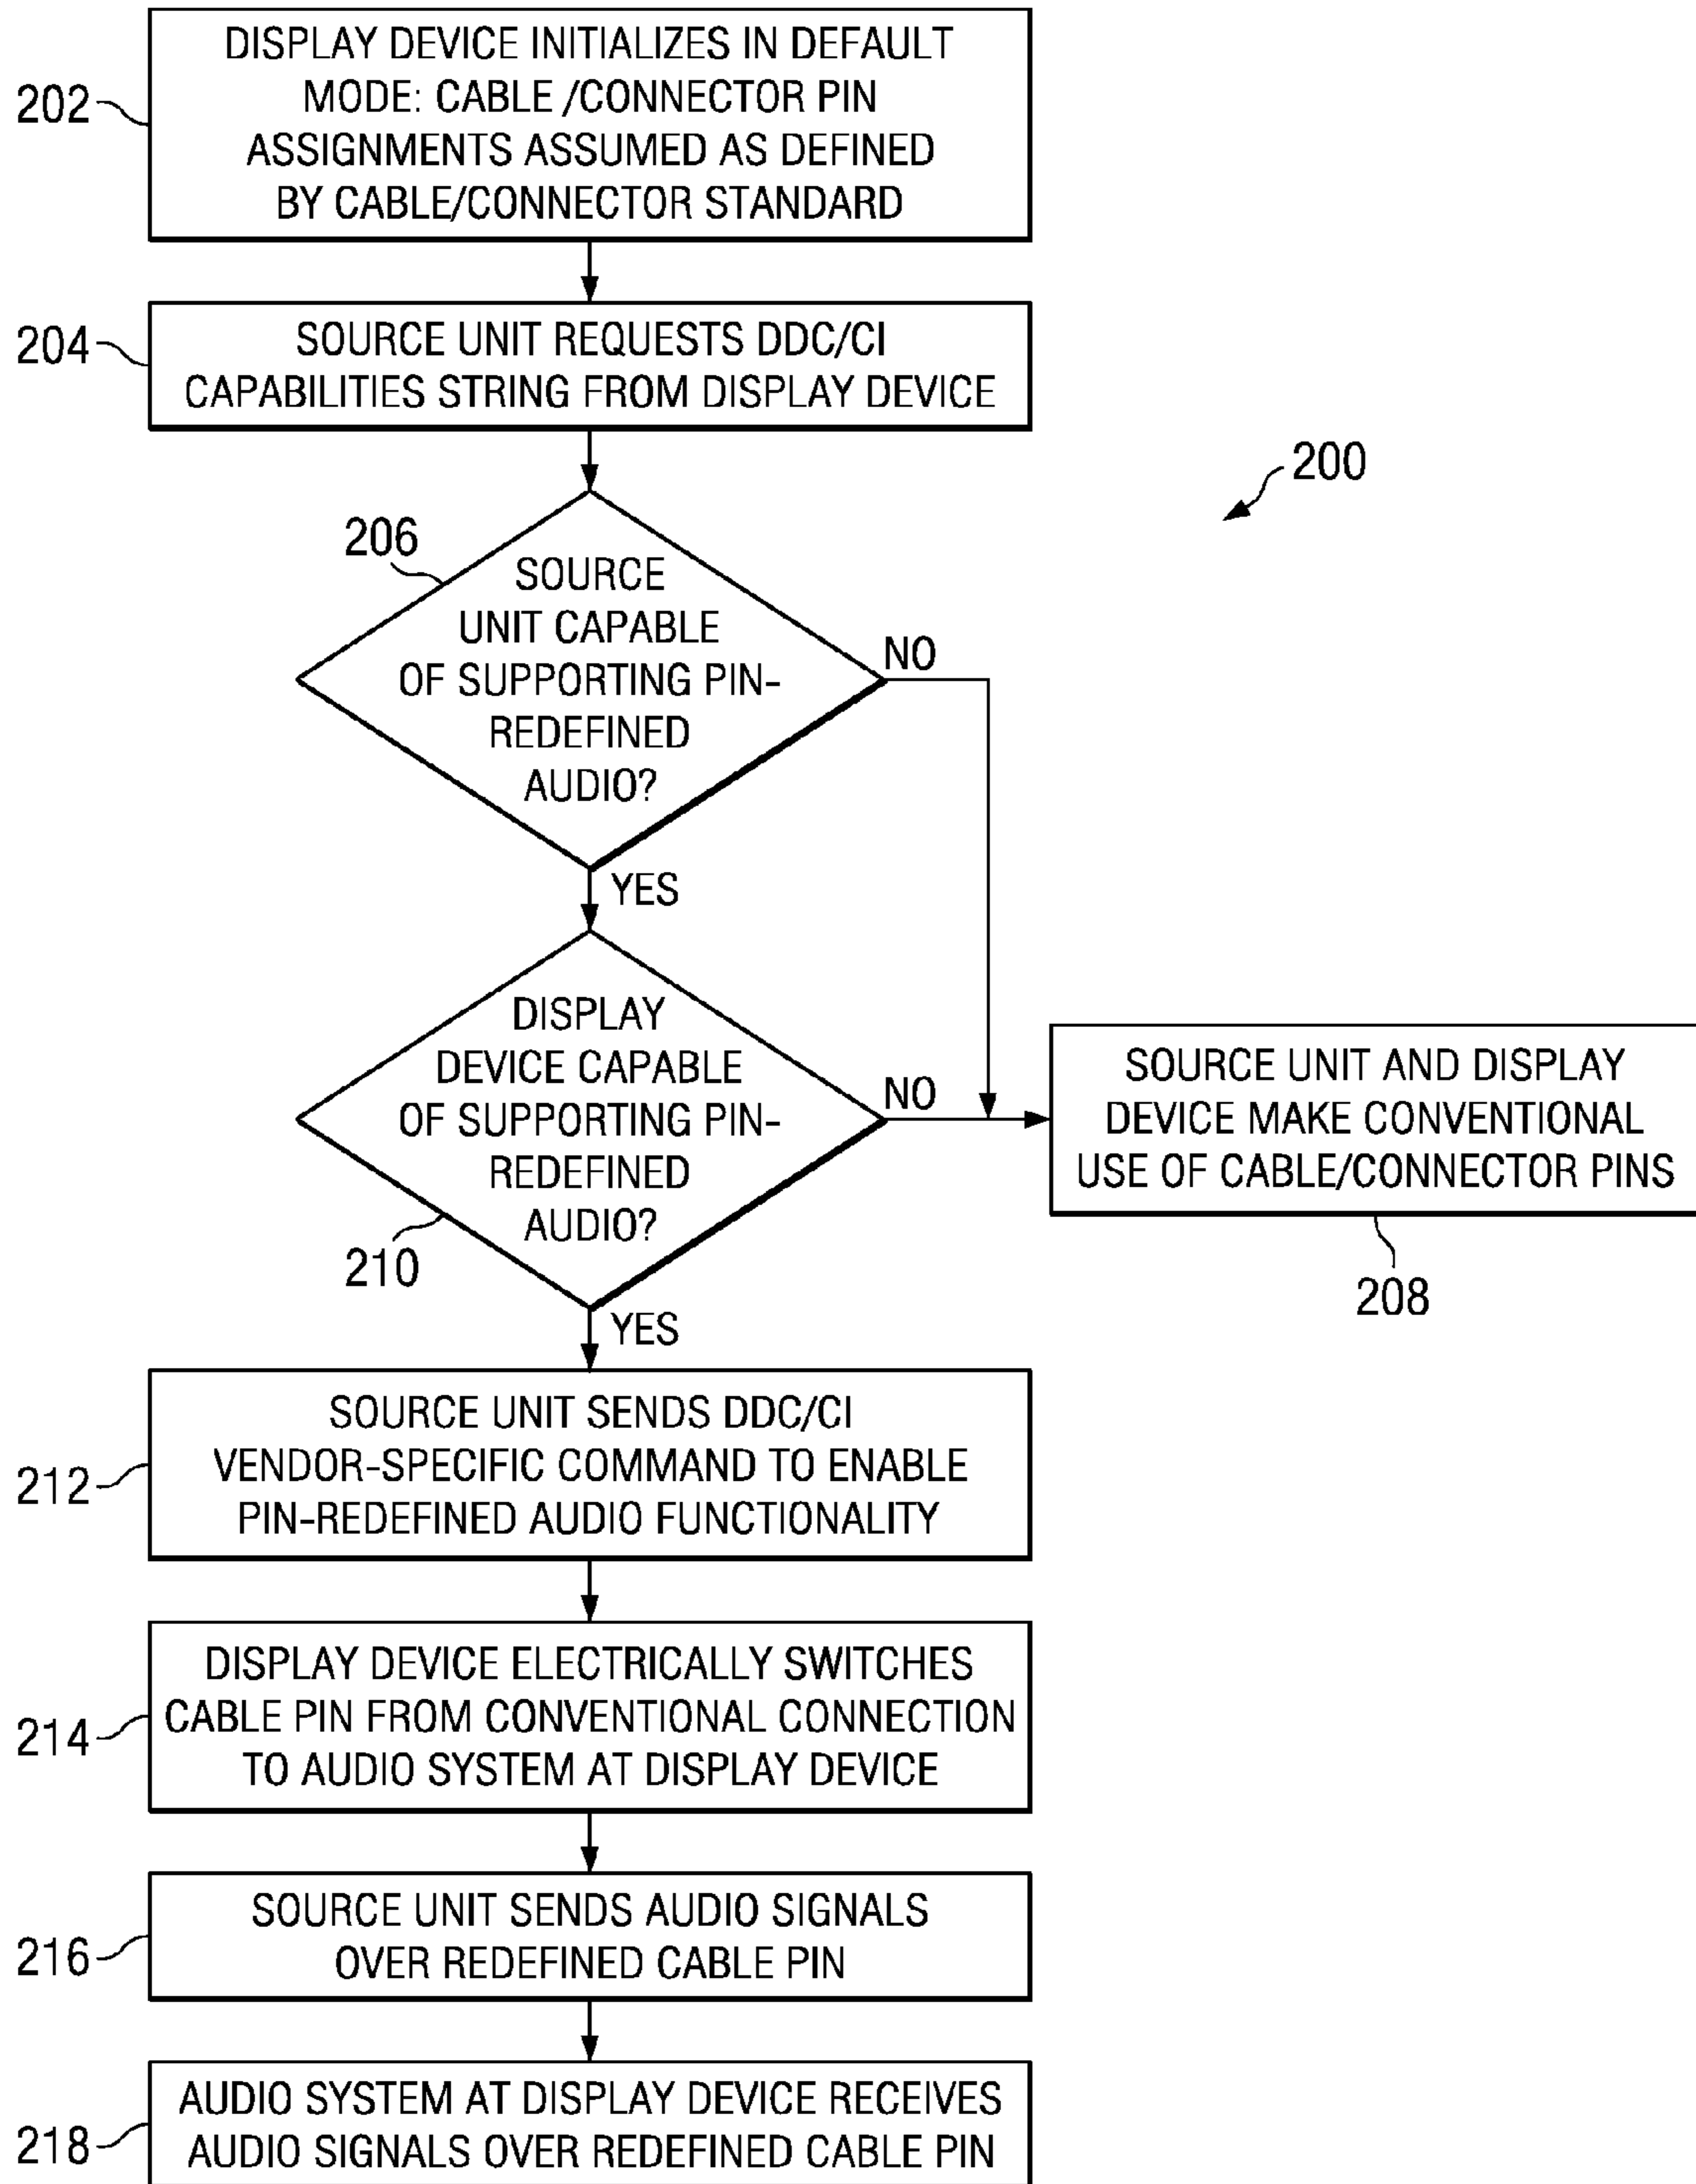 202
DISPLAY DEVICE INITIALIZES IN DEFAULT
MODE: CABLE /CONNECTOR PIN
ASSIGNMENTS ASSUMED AS DEFINED
BY CABLE/CONNECTOR STANDARD
204
SOURCE UNIT REQUESTS DDC/CI
CAPABILITIES STRING FROM DISPLAY DEVICE
200
206
SOURCE
UNIT CAPABLE
OF SUPPORTING PIN-
REDEFINED
AUDIO?
NO
YES
DISPLAY
DEVICE CAPABLE
OF SUPPORTING PIN-
REDEFINED
AUDIO?
210
NO
YES
SOURCE UNIT AND DISPLAY
DEVICE MAKE CONVENTIONAL
USE OF CABLE/CONNECTOR PINS
208
212
SOURCE UNIT SENDS DDC/CI
VENDOR-SPECIFIC COMMAND TO ENABLE
PIN-REDEFINED AUDIO FUNCTIONALITY
214
DISPLAY DEVICE ELECTRICALLY SWITCHES
CABLE PIN FROM CONVENTIONAL CONNECTION
TO AUDIO SYSTEM AT DISPLAY DEVICE
216
SOURCE UNIT SENDS AUDIO SIGNALS
OVER REDEFINED CABLE PIN
218
AUDIO SYSTEM AT DISPLAY DEVICE RECEIVES
AUDIO SIGNALS OVER REDEFINED CABLE PIN